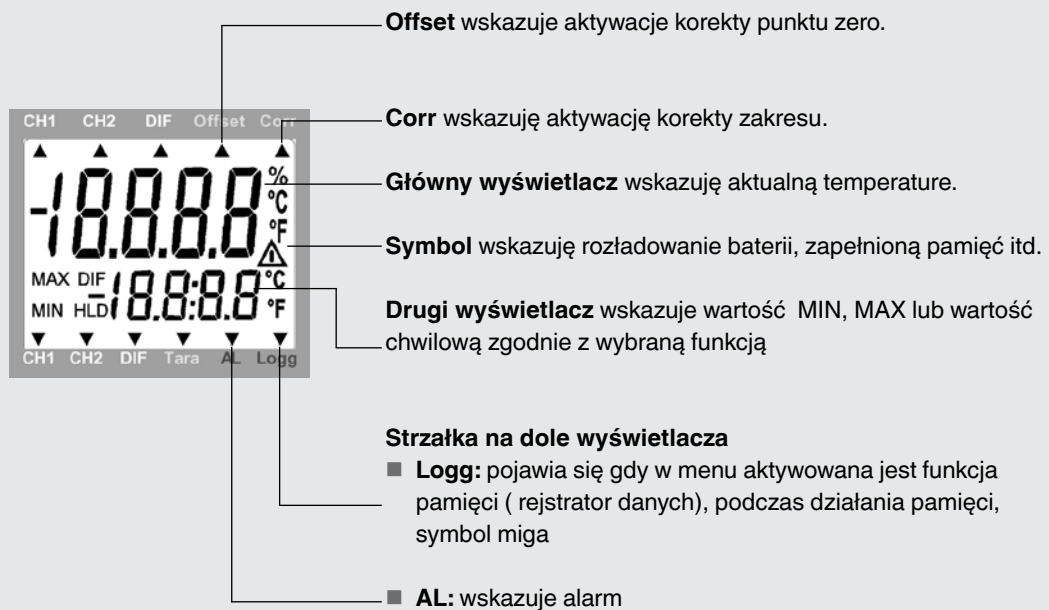 Offset wskazuje aktywacje korekty punktu zero.
CH1 CH2 DIF Offset Corr
Corr wskazuję aktywację korekty zakresu.
-18.8.8.8 % °C °F
Główny wyświetlacz wskazuję aktualną temperature.
Symbol wskazuję rozładowanie baterii, zapełnioną pamięć itd.
MAX DIF
MIN HLD
-18.8:8.8 °C °F
Drugi wyświetlacz wskazuje wartość MIN, MAX lub wartość
chwilową zgodnie z wybraną funkcją
CH1 CH2 DIF Tara AL Logg
Strzałka na dole wyświetlacza
■ Logg: pojawia się gdy w menu aktywowana jest funkcja
pamięci ( rejstrator danych), podczas działania pamięci,
symbol miga
■ AL: wskazuje alarm